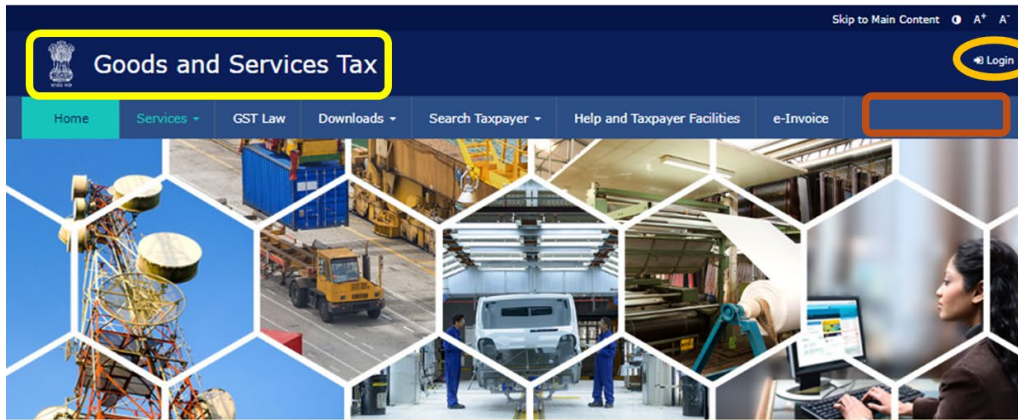 Skip to Main Content A+ A-
Goods and Services Tax
Login
Home Services GST Law Downloads Search Taxpayer Help and Taxpayer Facilities e-Invoice